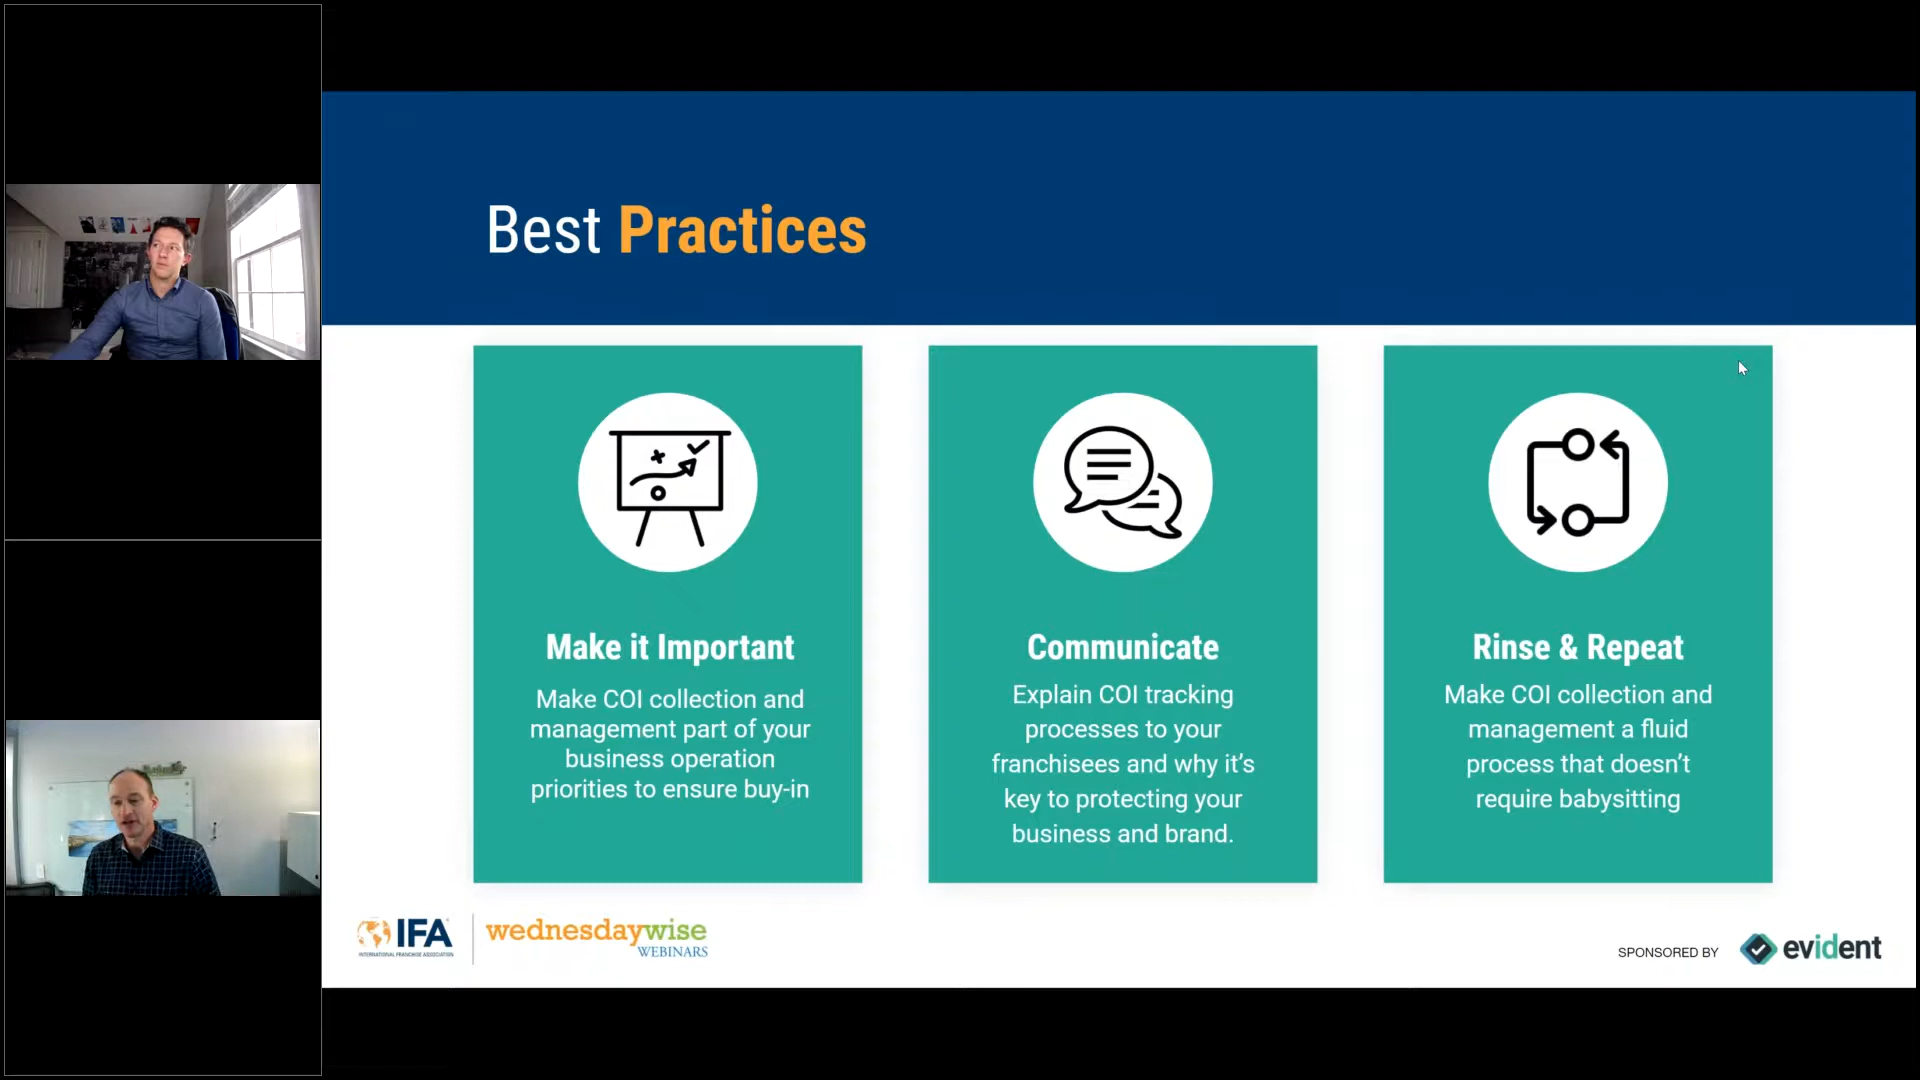 Best Practices
Make it Important
Make COI collection and
management part of your
business operation
priorities to ensure buy-in
Communicate
Explain COI tracking
processes to your
franchisees and why it’s
key to protecting your
business and brand.
Rinse & Repeat
Make COI collection and
management a fluid
process that doesn’t
require babysitting
IFA
INTERNATIONAL FRANCHISE ASSOCIATION
wednesdaywise
WEBINARS
SPONSORED BY
evident